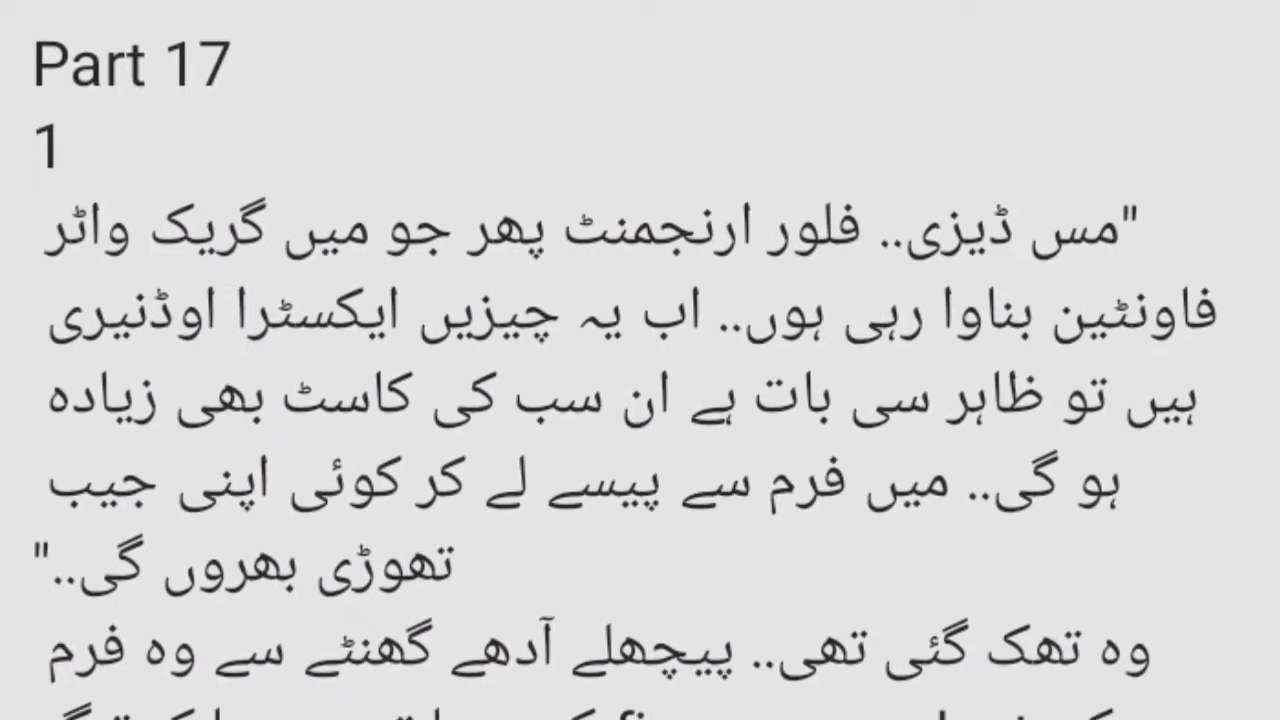 Part 17
1
"مس ڈیزی.. فلور ارنجمنٹ پھر جو میں گریک واٹر
فاونٹین بناوا رہی ہوں.. اب یہ چیزیں ایکسٹرا اوڈنیری
ہیں تو ظاہر سی بات ہے ان سب کی کاسٹ بھی زیادہ
ہو گی.. میں فرم سے پیسے لے کر کوئی اپنی جیب
تھوڑی بھروں گی.."
وہ تھک گئی تھی.. پیچھلے آدھے گھنٹے سے وہ فرم